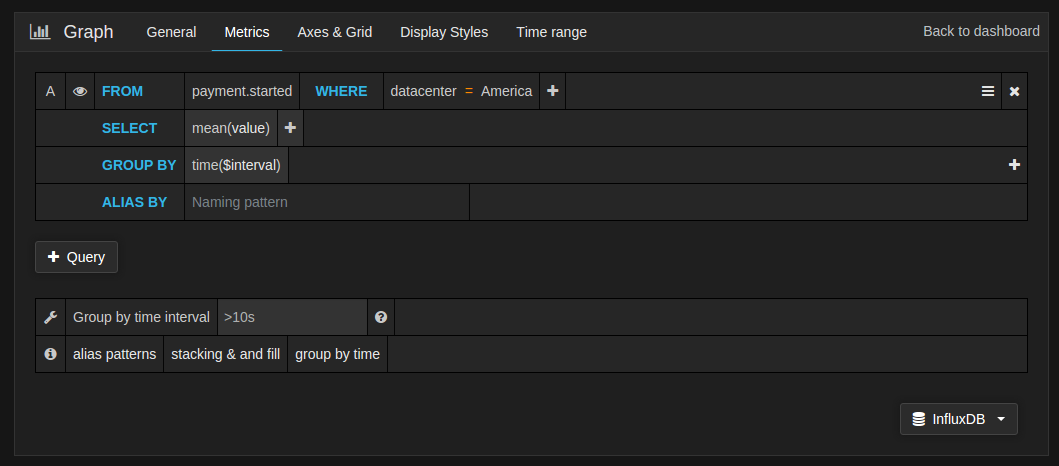 Graph General Metrics Axes & Grid Display Styles Time range Back to dashboard
A FROM payment.started WHERE datacenter = America
SELECT mean(value)
GROUP BY time($interval)
ALIAS BY Naming pattern
Query
Group by time interval >10s
alias patterns stacking & and fill group by time
InfluxDB